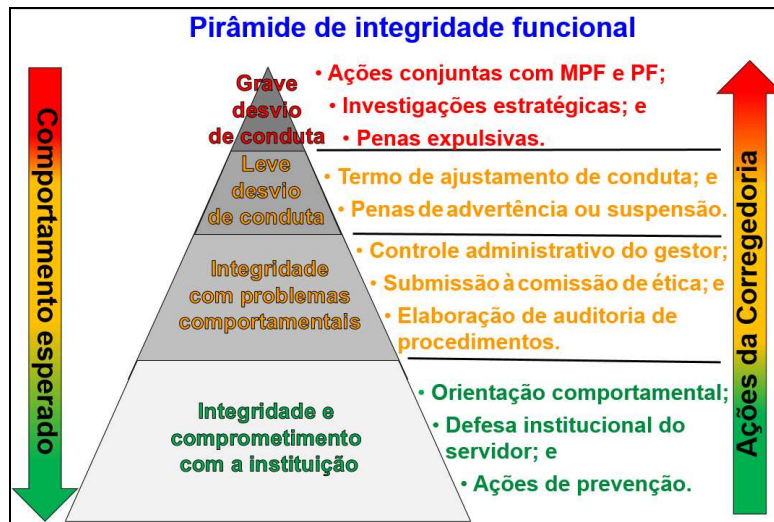 Pirâmide de integridade funcional
Comportamento esperado
Grave
desvio
de conduta
• Ações conjuntas com MPF e PF;
• Investigações estratégicas; e
• Penas expulsivas.
Leve
desvio
de conduta
• Termo de ajustamento de conduta; e
• Penas de advertência ou suspensão.
Integridade
com problemas
comportamentais
• Controle administrativo do gestor;
• Submissão à comissão de ética; e
• Elaboração de auditoria de
procedimentos.
Integridade e
comprometimento
com a instituição
• Orientação comportamental;
• Defesa institucional do
servidor; e
• Ações de prevenção.
Ações da Corregedoria